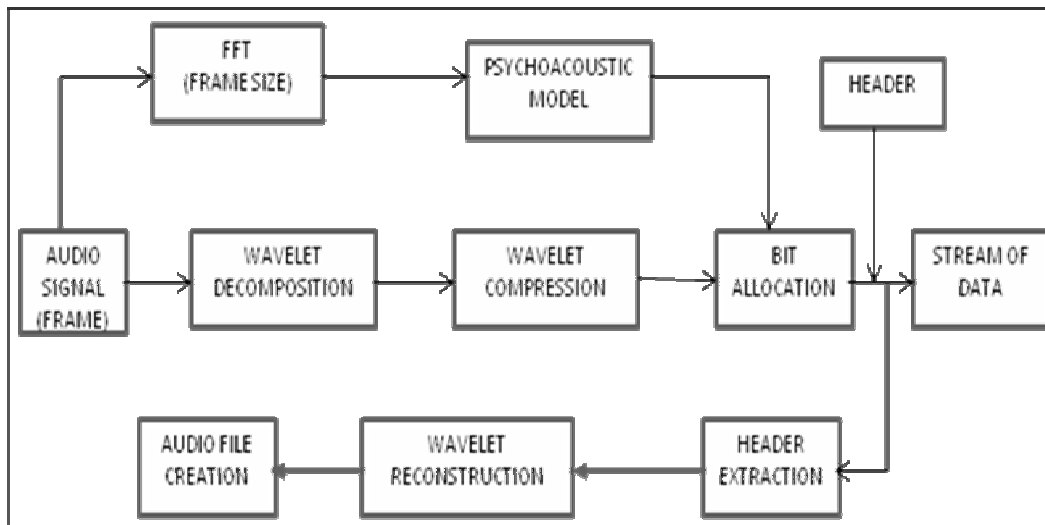 FFT
(FRAME SIZE)
PSYCHOACOUSTIC
MODEL
HEADER
AUDIO
SIGNAL
(FRAME)
WAVELET
DECOMPOSITION
WAVELET
COMPRESSION
BIT
ALLOCATION
STREAM OF
DATA
AUDIO FILE
CREATION
WAVELET
RECONSTRUCTION
HEADER
EXTRACTION